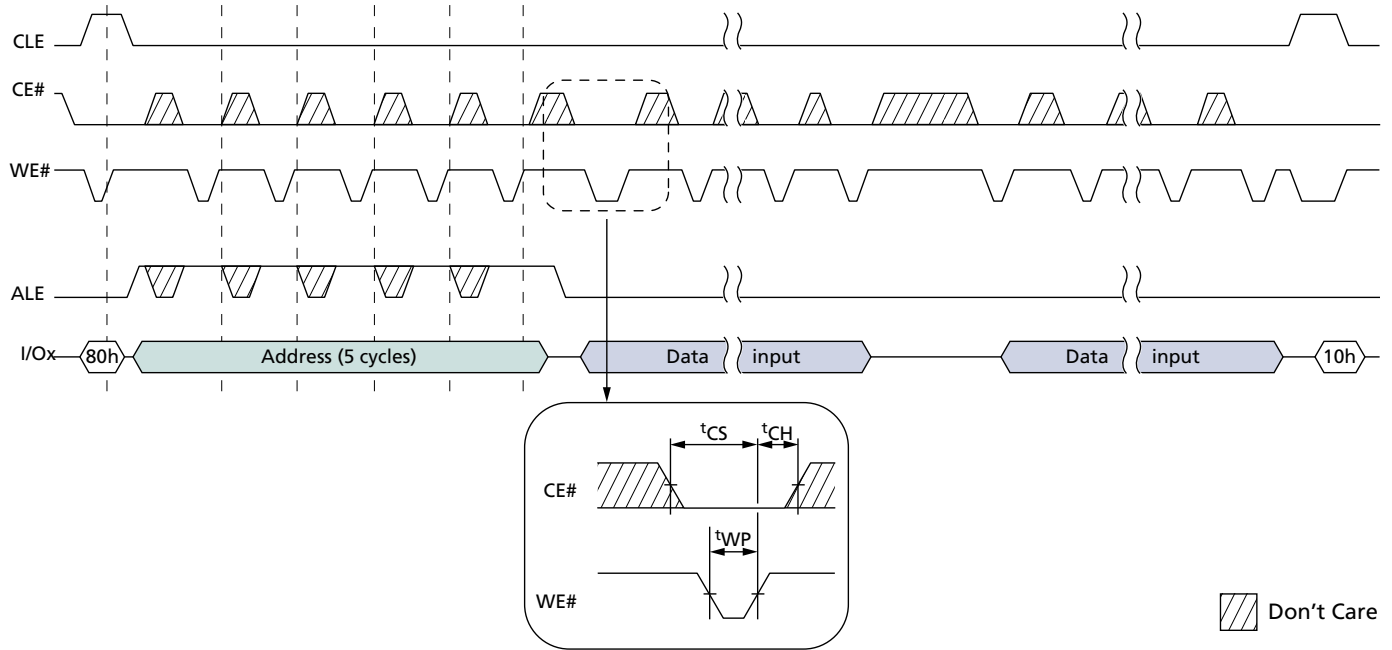 CLE
CE#
WE#
ALE
I/Ox
80h
Address (5 cycles)
Data input
Data input
10h
tCS
tCH
CE#
tWP
WE#
Don't Care